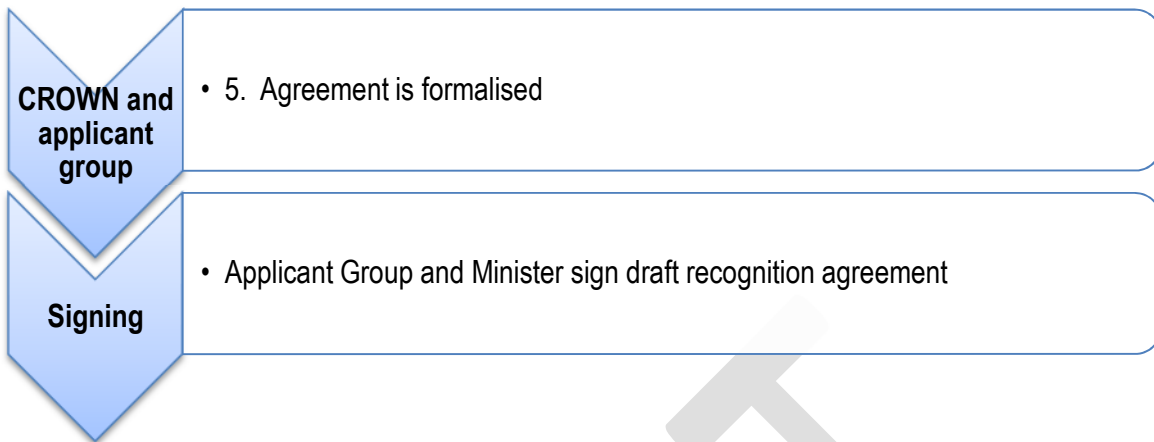 CROWN and
applicant
group
• 5. Agreement is formalised
Signing
• Applicant Group and Minister sign draft recognition agreement